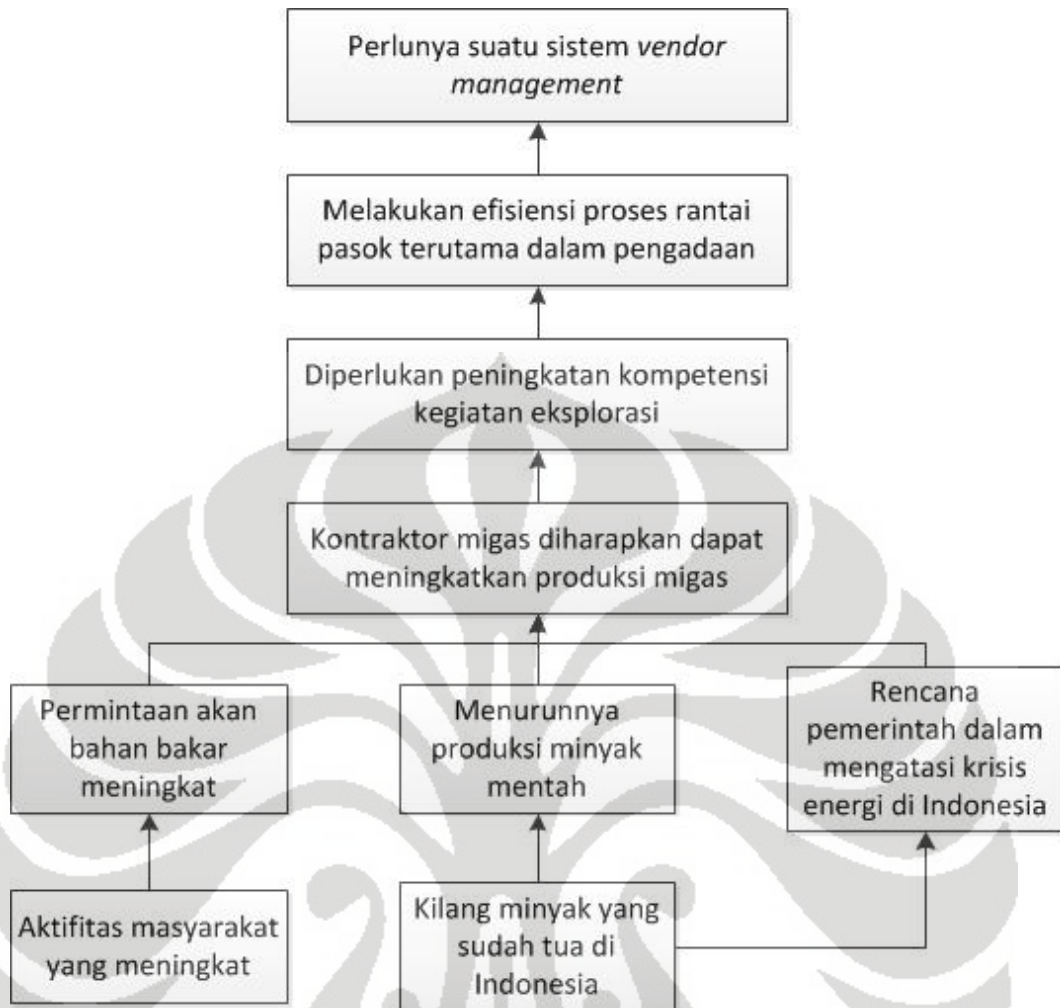 Perlunya suatu sistem vendor
management
Melakukan efisiensi proses rantai
pasok terutama dalam pengadaan
Diperlukan peningkatan kompetensi
kegiatan eksplorasi
Kontraktor migas diharapkan dapat
meningkatkan produksi migas
Permintaan akan
bahan bakar
meningkat
Menurunnya
produksi minyak
mentah
Rencana
pemerintah dalam
mengatasi krisis
energi di Indonesia
Aktifitas masyarakat
yang meningkat
Kilang minyak yang
sudah tua di
Indonesia